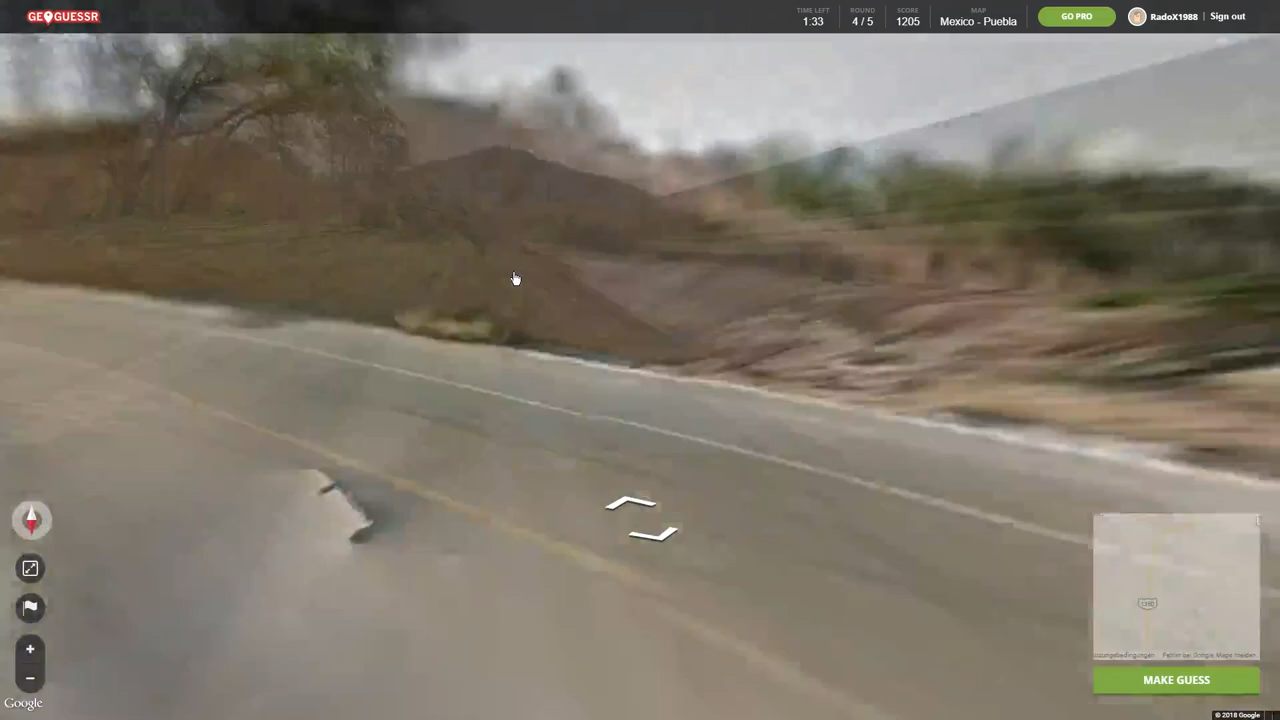 GEOGUESSR
TIME LEFT
1:33
ROUND
4 / 5
SCORE
1205
MAP
Mexico - Puebla
GO PRO
RadoX1988
Sign out
MAKE GUESS
Google
© 2018 Google